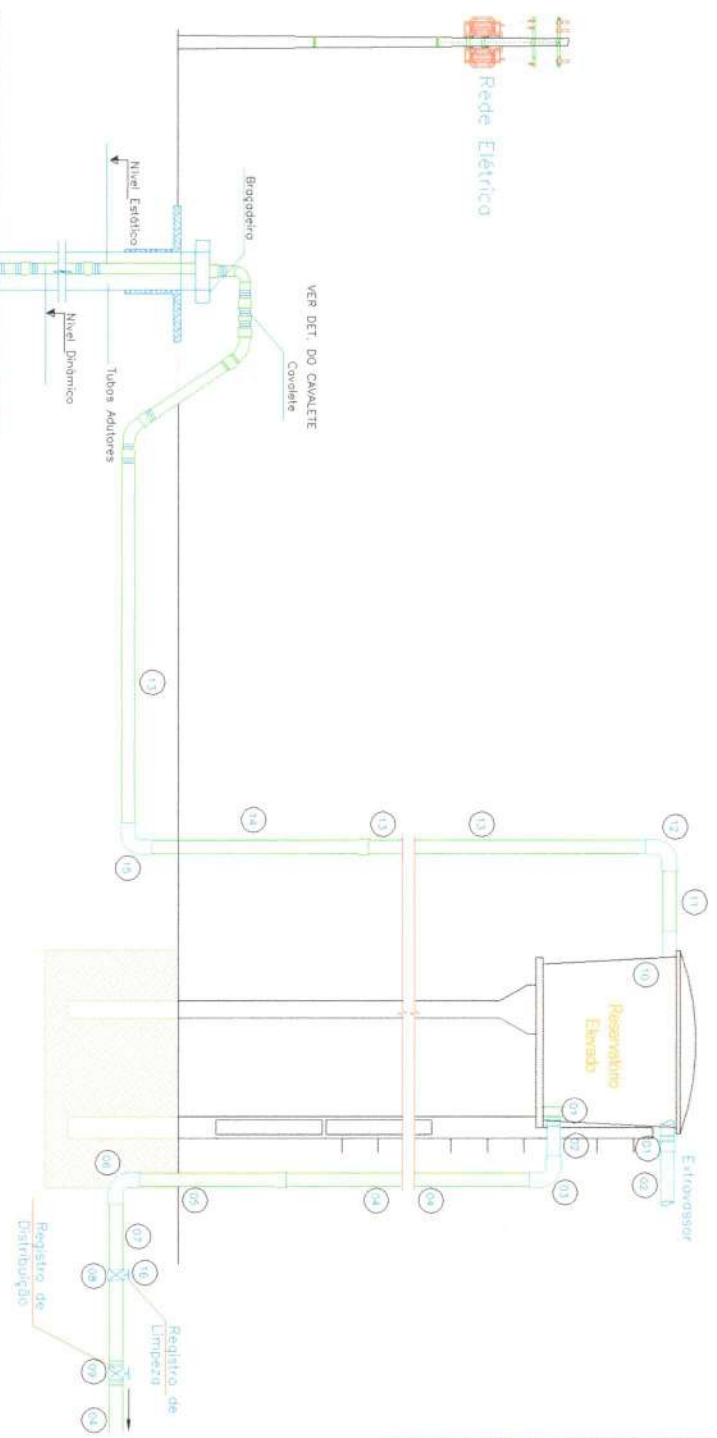 Rede Elétrica
Braçadeira
VER DET. DO CAVALETE
Cavalete
Nível Estático
Tubos Adutores
Nível Dinâmico
13
14
15
13
13
12
11
10
Reservatório
Elevado
Extravassor
01
02
01
02
03
04
04
05
06
07
08
16
09
04
Registro de
Limpeza
Registro de
Distribuição